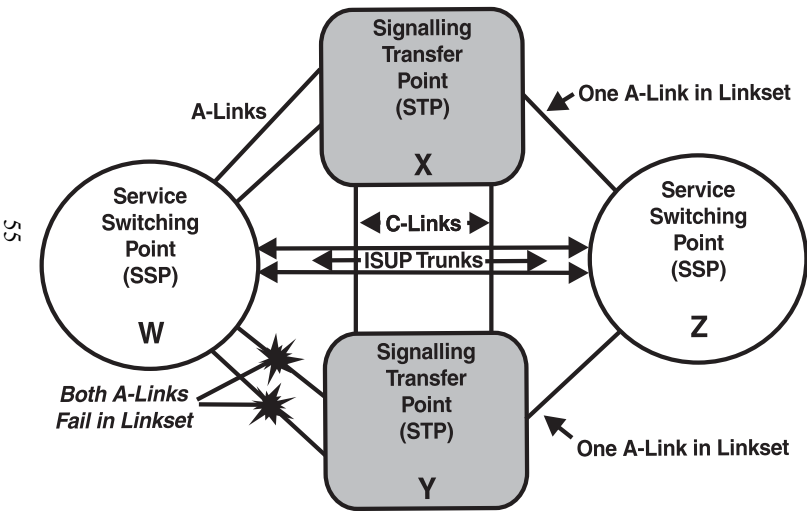 Signalling
Transfer
Point
(STP)
X
A-Links
One A-Link in Linkset
Service
Switching
Point
(SSP)
W
C-Links
ISUP Trunks
Service
Switching
Point
(SSP)
Z
55
Both A-Links
Fail in Linkset
Signalling
Transfer
Point
(STP)
Y
One A-Link in Linkset